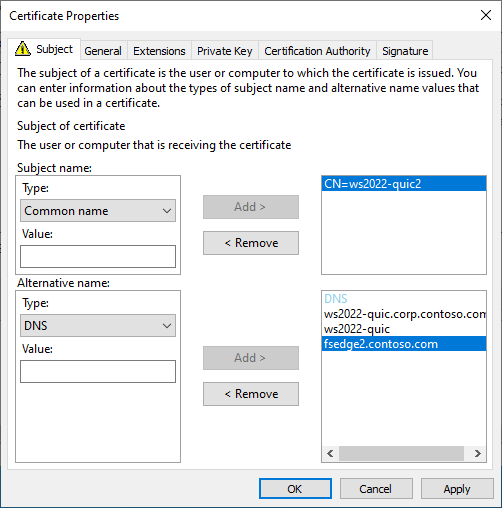 Certificate Properties
Subject General Extensions Private Key Certification Authority Signature
The subject of a certificate is the user or computer to which the certificate is issued. You
can enter information about the types of subject name and alternative name values that
can be used in a certificate.
Subject of certificate
The user or computer that is receiving the certificate
Subject name:
Type:
Common name
Value:
Add >
< Remove
CN=ws2022-quic2
Alternative name:
Type:
DNS
Value:
Add >
< Remove
DNS
ws2022-quic.corp.contoso.com
ws2022-quic
fsedge2.contoso.com
OK Cancel Apply